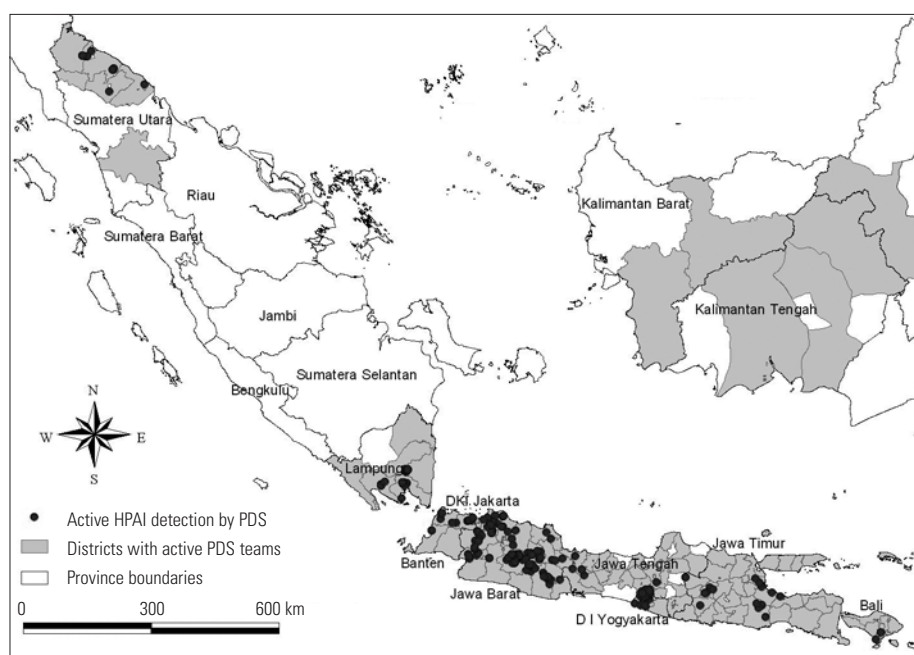 Sumatera Utara
Riau
Kalimantan Barat
Sumatera Barat
Kalimantan Tengah
Jambi
Sumatera Selantan
Bengkulu
N
W E
S
Lampung
DKI Jakarta
Active HPAI detection by PDS
Districts with active PDS teams
Province boundaries
Banten
Jawa Barat
Jawa Tengah
Jawa Timur
D I Yogyakarta
Bali
0 300 600 km